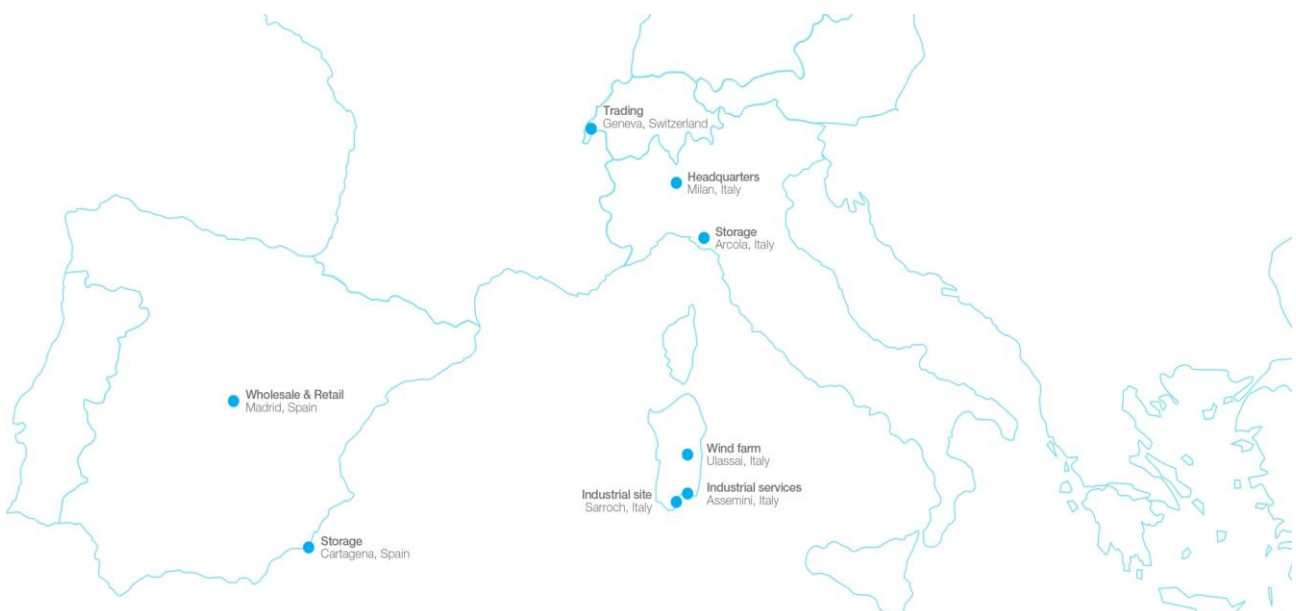 Trading
Geneva, Switzerland
Headquarters
Milan, Italy
Storage
Arcola, Italy
Wholesale & Retail
Madrid, Spain
Wind farm
Ulassai, Italy
Industrial site
Sarroch, Italy
Industrial services
Assemini, Italy
Storage
Cartagena, Spain